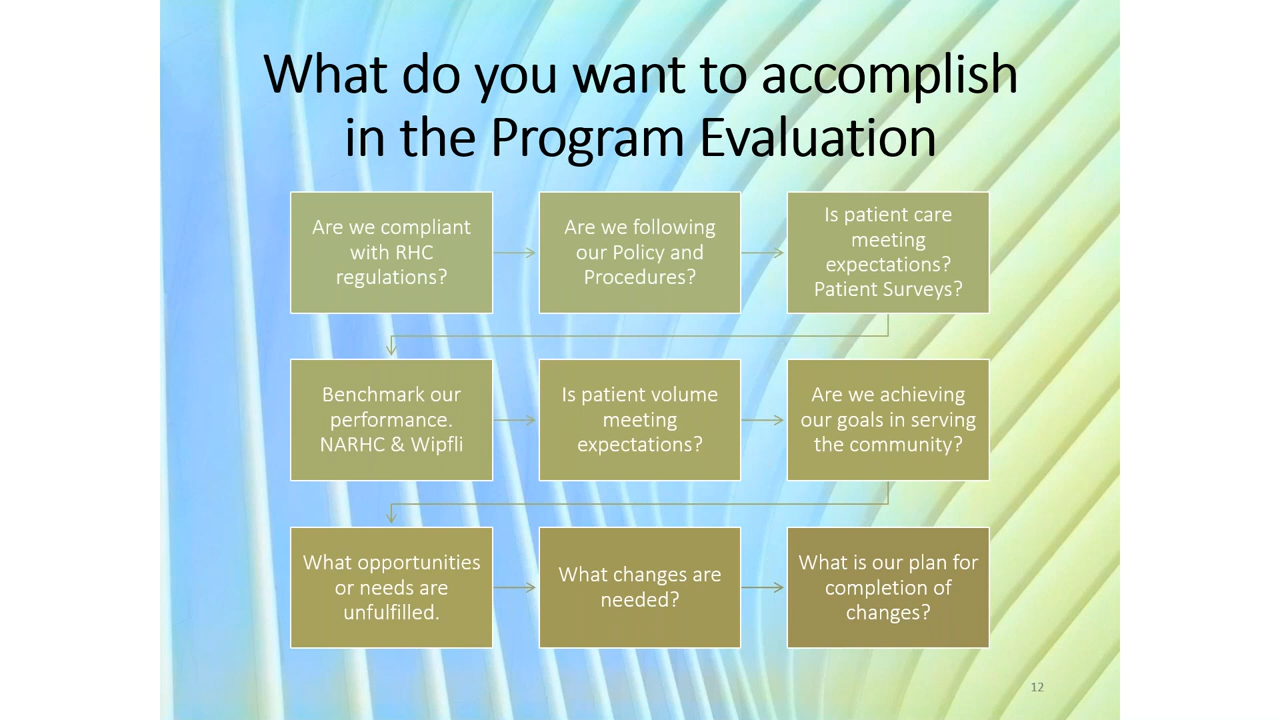 What do you want to accomplish
in the Program Evaluation
Are we compliant
with RHC
regulations?
Are we following
our Policy and
Procedures?
Is patient care
meeting
expectations?
Patient Surveys?
Benchmark our
performance.
NARHC & Wipfli
Is patient volume
meeting
expectations?
Are we achieving
our goals in serving
the community?
What opportunities
or needs are
unfulfilled.
What changes are
needed?
What is our plan for
completion of
changes?
12